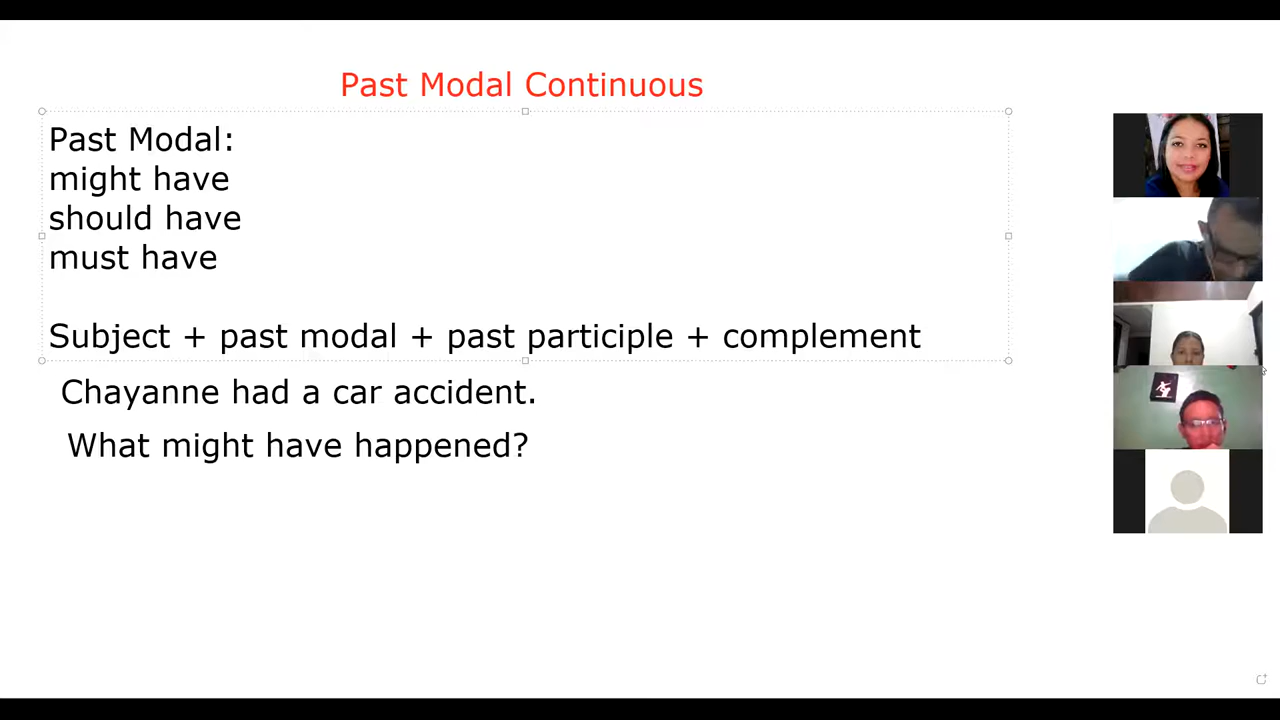 Past Modal Continuous
Past Modal:
might have
should have
must have
Subject + past modal + past participle + complement
Chayanne had a car accident.
What might have happened?